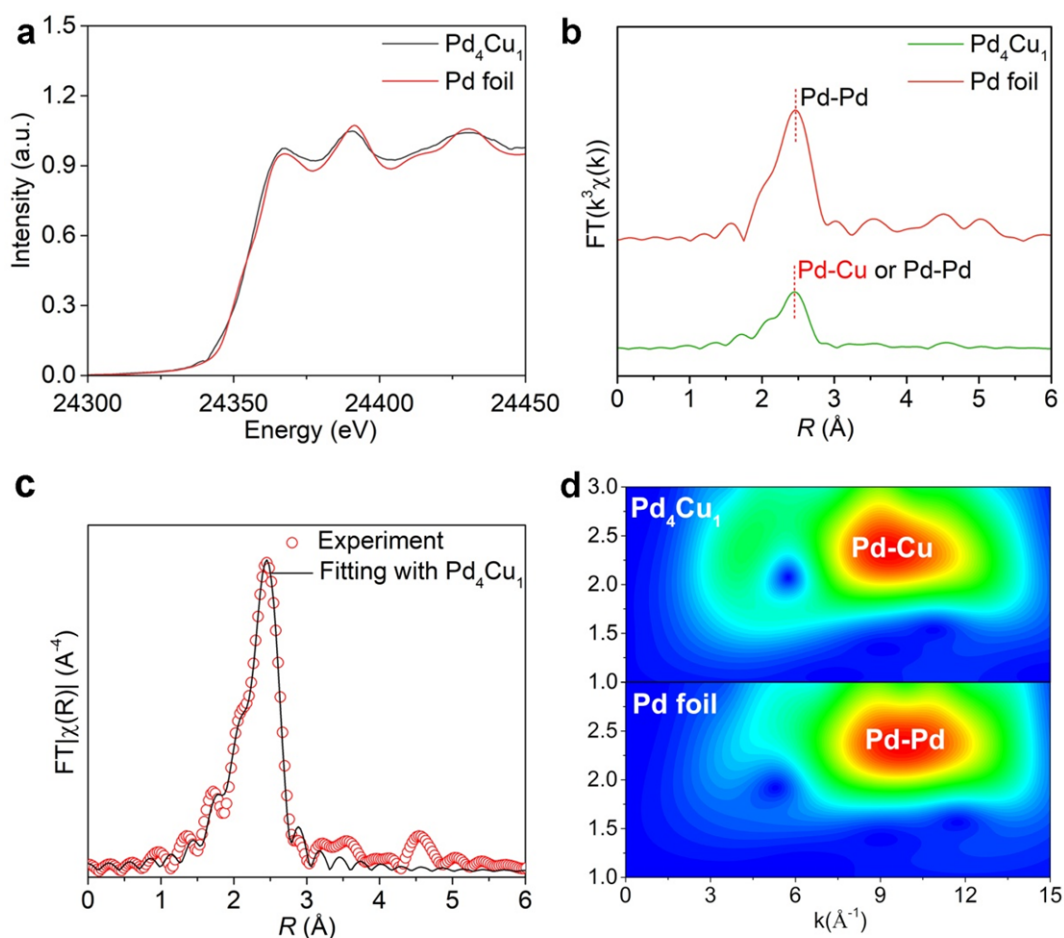 a
Pd₄Cu₁
Pd foil
Intensity (a.u.)
1.5
1.2
0.9
0.6
0.3
0.0
24300 24350 24400 24450
Energy (eV)
b
Pd₄Cu₁
Pd foil
Pd-Pd
Pd-Cu or Pd-Pd
FT(k³χ(k))
0 1 2 3 4 5 6
R (Å)
c
Experiment
Fitting with Pd₄Cu₁
FT|χ(R)| (A⁻⁴)
0 1 2 3 4 5 6
R (Å)
d
3.0
2.5
2.0
1.5
1.0
Pd₄Cu₁
Pd-Cu
2.5
2.0
1.5
1.0
Pd foil
Pd-Pd
0 3 6 9 12 15
k(Å⁻¹)